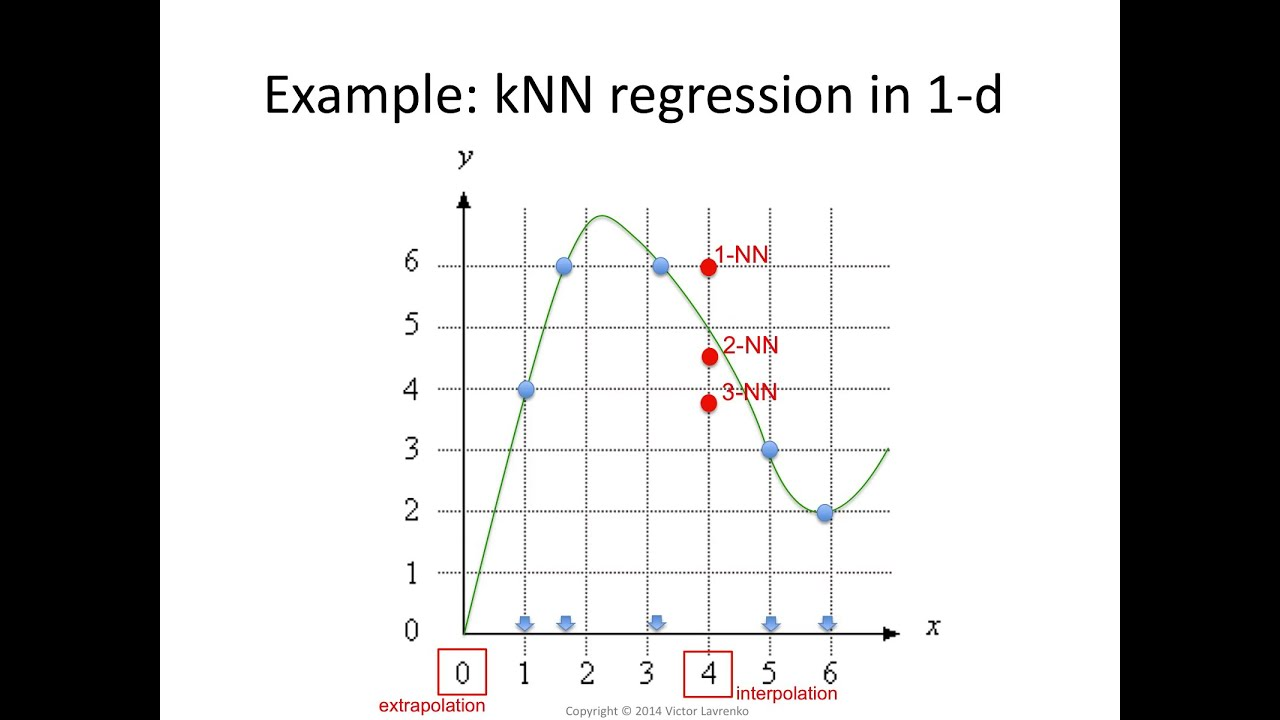 Example: kNN regression in 1-d
y
6
1-NN
5
2-NN
4
3-NN
3
2
1
0
x
0 1 2 3 4 5 6
extrapolation
interpolation
Copyright © 2014 Victor Lavrenko